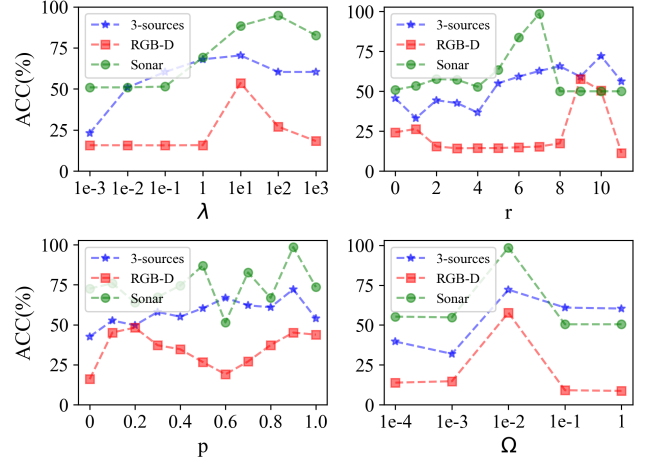 100
75
50
25
0
ACC(%)
3-sources
RGB-D
Sonar
1e-3 1e-2 1e-1 1 1e1 1e2 1e3
λ
100
75
50
25
0
3-sources
RGB-D
Sonar
0 2 4 6 8 10
r
100
75
50
25
0
ACC(%)
3-sources
RGB-D
Sonar
0 0.2 0.4 0.6 0.8 1.0
p
100
75
50
25
0
3-sources
RGB-D
Sonar
1e-4 1e-3 1e-2 1e-1 1
Ω